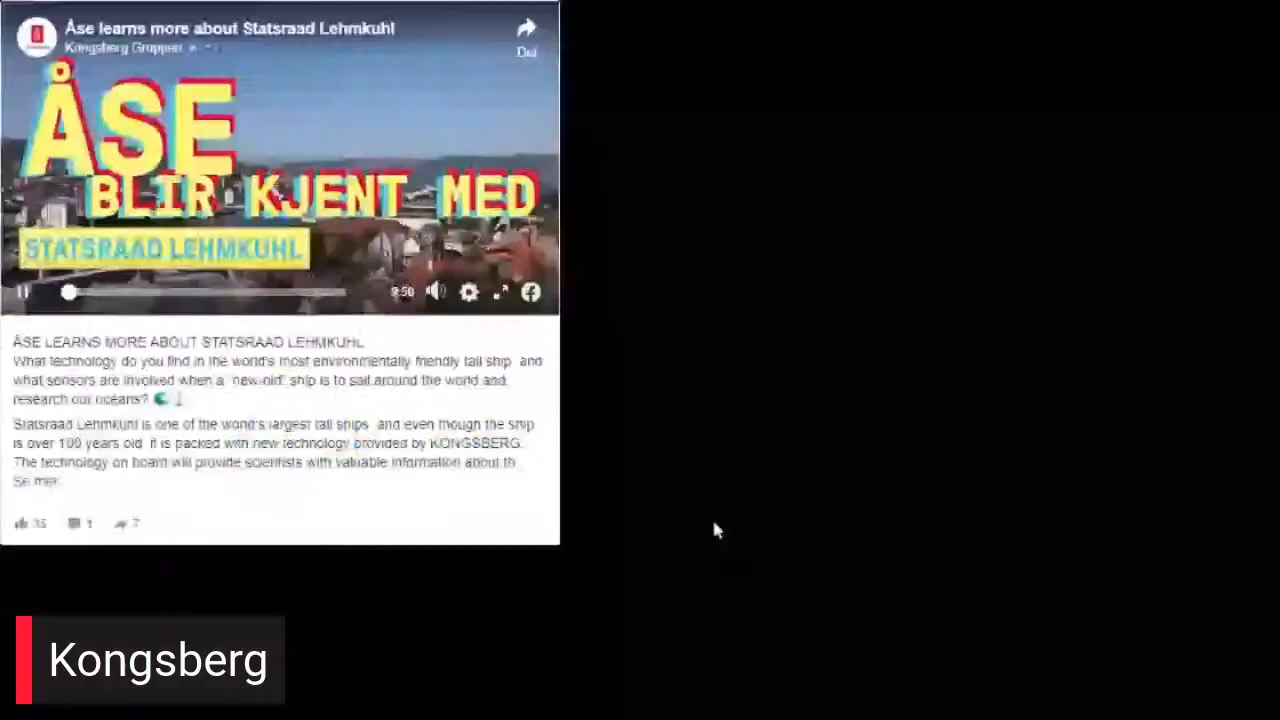 Åse learns more about Statsraad Lehmkuhl
Kongsberg Gruppen
Del
ÅSE
BLIR KJENT MED
STATSRAAD LEHMKUHL
9:50
ÅSE LEARNS MORE ABOUT STATSRAAD LEHMKUHL
What technology do you find in the world's most environmentally friendly tall ship, and
what sensors are involved when a "new-old" ship is to sail around the world and
research our oceans?
Statsraad Lehmkuhl is one of the world's largest tall ships, and even though the ship
is over 100 years old, it is packed with new technology provided by KONGSBERG.
The technology on board will provide scientists with valuable information about th
Se mer
35 1 7
Kongsberg